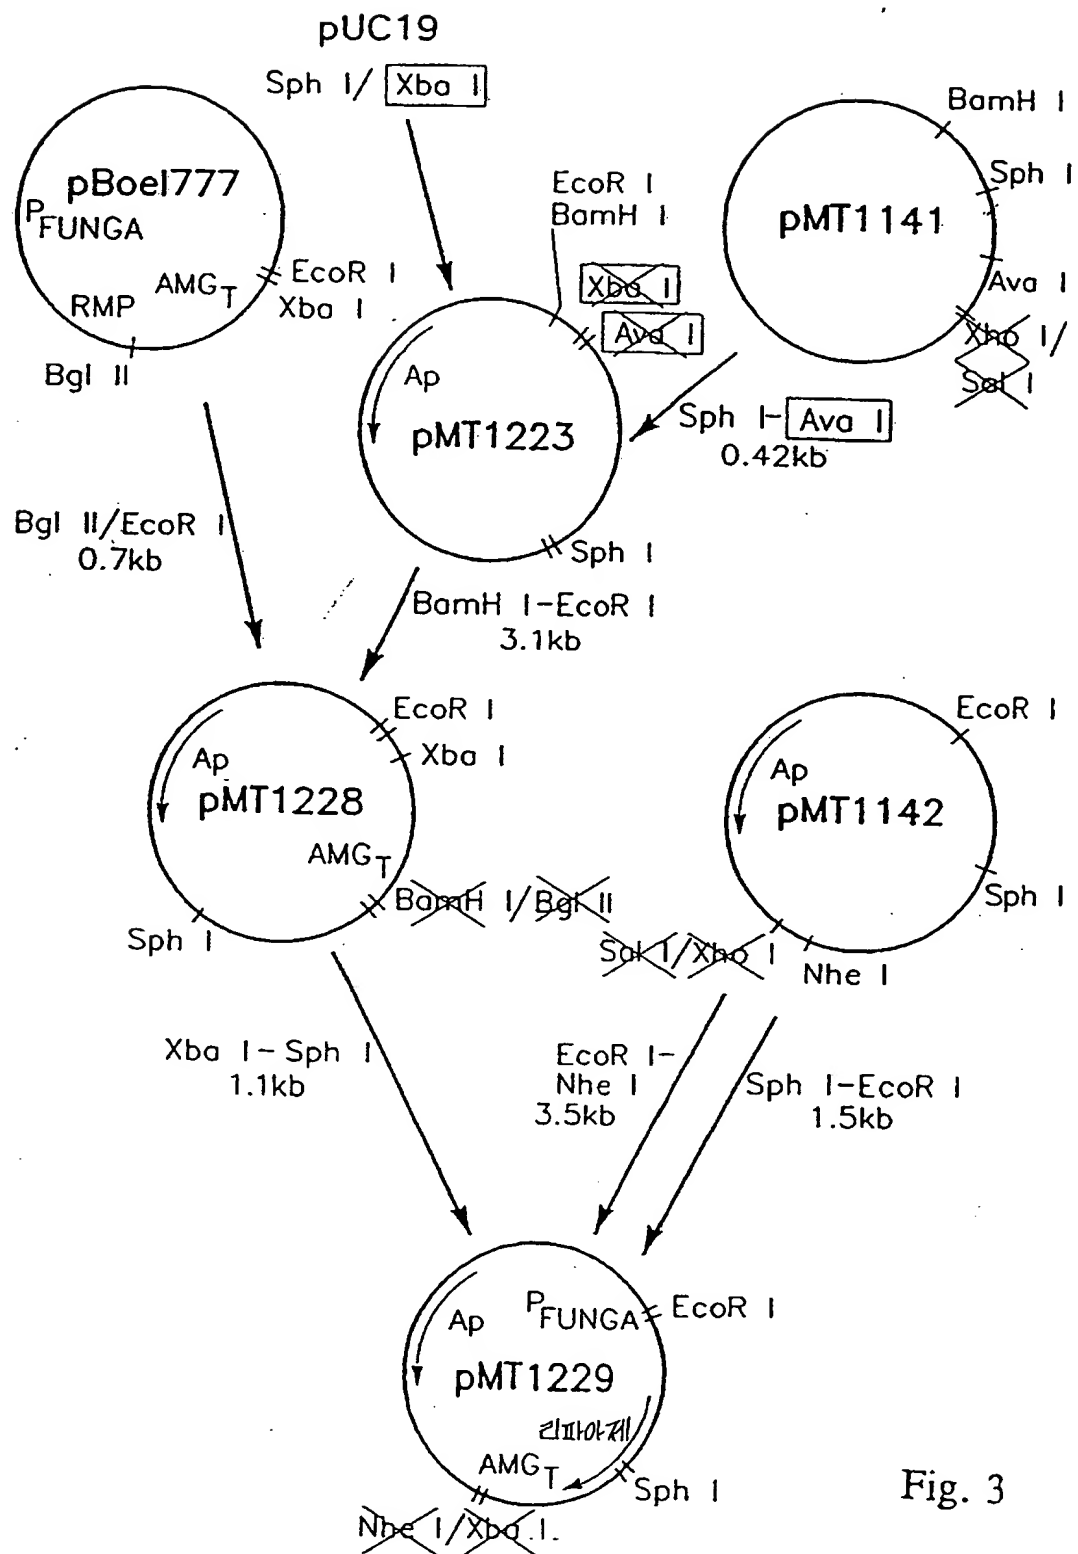 pUC19
Sph I/ Xba I
pBoel777
PFUNGA
AMGT
RMP
EcoR I
Xba I
Bgl II
BamH I
Sph I
pMT1141
Ava I
Xho I/
Sal I
EcoR I
BamH I
Xba I
Ava I
Ap
pMT1223
Sph I
Sph I-Ava I
0.42kb
Bgl II/EcoR I
0.7kb
BamH I-EcoR I
3.1kb
EcoR I
Xba I
Ap
pMT1228
AMGT
BamH I/Bgl II
Sph I
EcoR I
Ap
pMT1142
Sph I
Sal I/Xho I
Nhe I
Xba I-Sph I
1.1kb
EcoR I-
Nhe I
3.5kb
Sph I-EcoR I
1.5kb
PFUNGA
EcoR I
Ap
pMT1229
리파아제
AMGT
Sph I
Nhe I/Xba I
Fig. 3